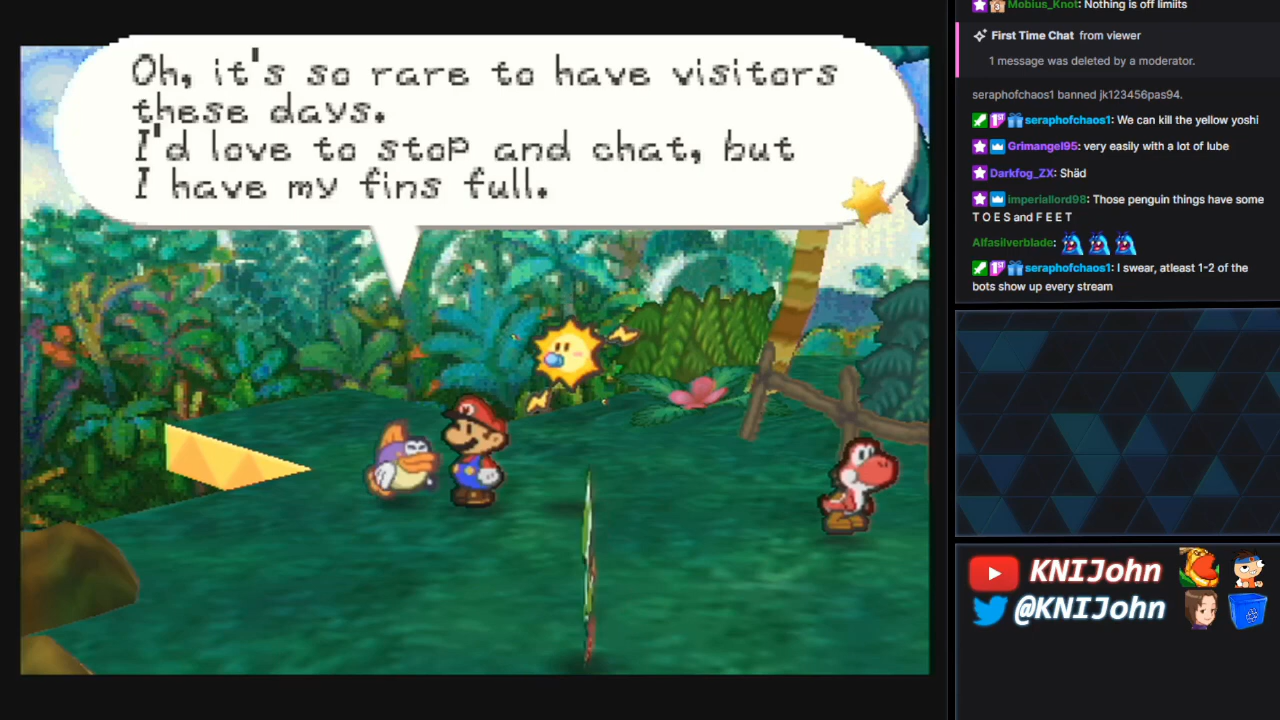 Oh, it's so rare to have visitors
these days.
I'd love to stop and chat, but
I have my fins full.
Mobius_Knot: Nothing is off limiits
First Time Chat from viewer
1 message was deleted by a moderator.
seraphofchaos1 banned jk123456pas94.
seraphofchaos1: We can kill the yellow yoshi
Grimangel95: very easily with a lot of lube
Darkfog_ZX: Shäd
imperiallord98: Those penguin things have some
T O E S and F E E T
Alfasilverblade:
seraphofchaos1: I swear, atleast 1-2 of the
bots show up every stream
KNIJohn
@KNIJohn